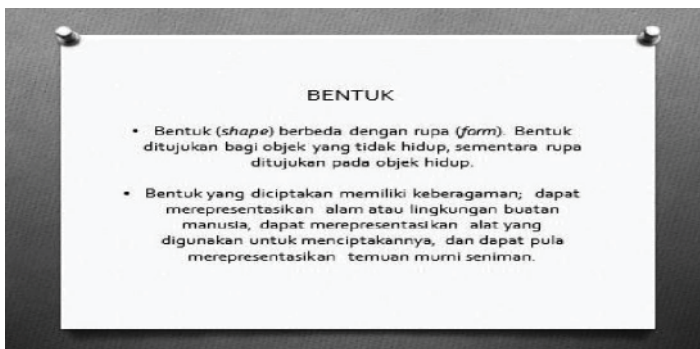 BENTUK
• Bentuk (shape) berbeda dengan rupa (form). Bentuk
ditujukan bagi objek yang tidak hidup, sementara rupa
ditujukan pada objek hidup.
• Bentuk yang diciptakan memiliki keberagaman; dapat
merepresentasikan alam atau lingkungan buatan
manusia, dapat merepresentasikan alat yang
digunakan untuk menciptakannya, dan dapat pula
merepresentasikan temuan murni seniman.